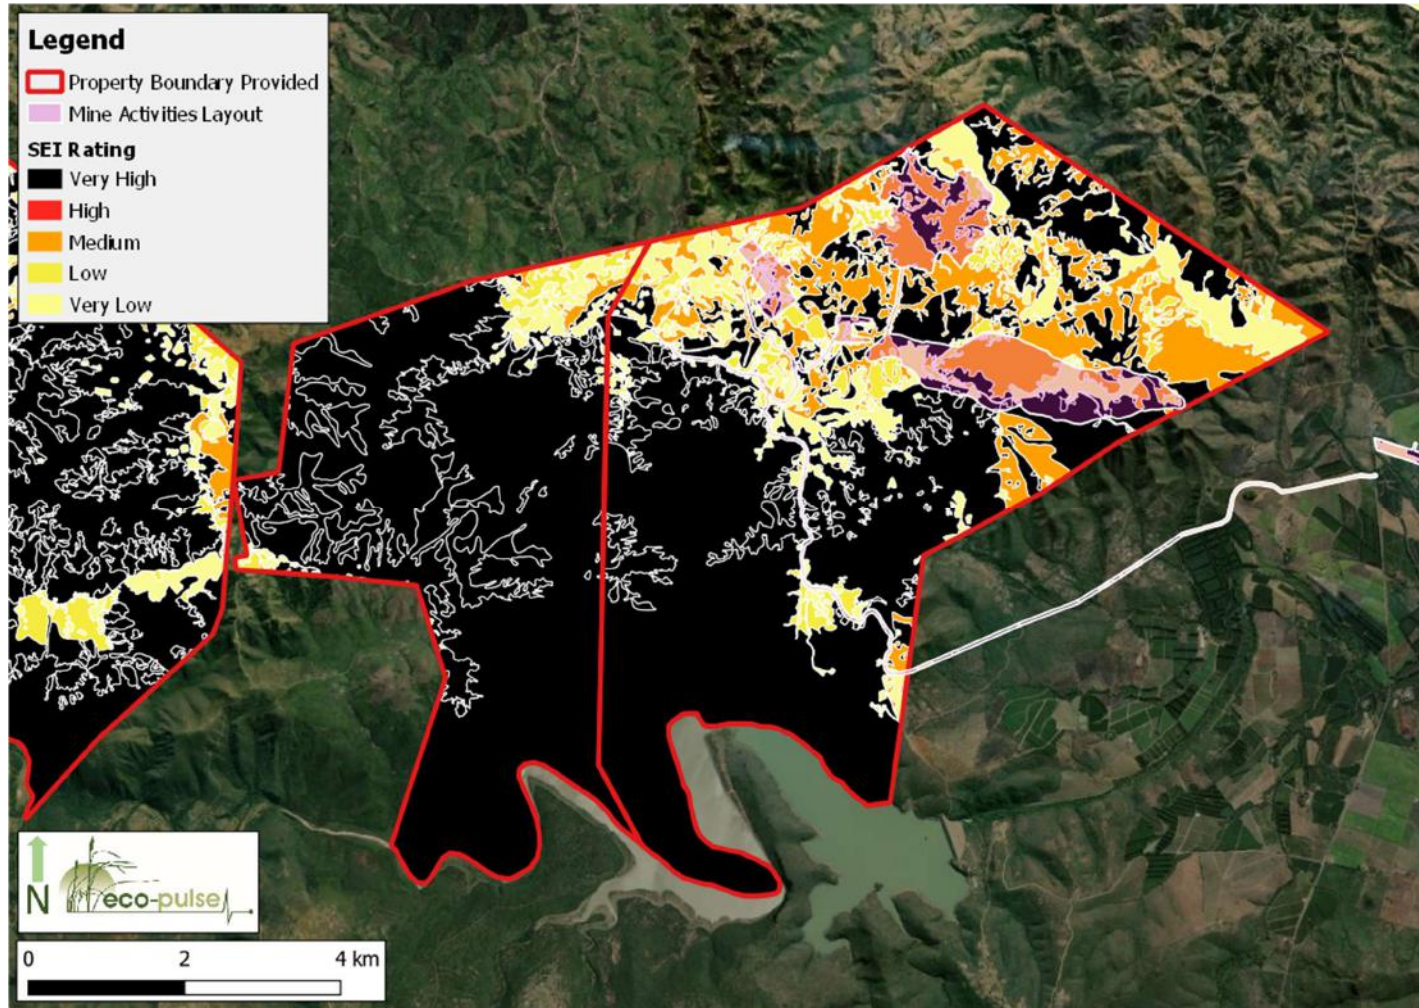 Legend
Property Boundary Provided
Mine Activities Layout
SEI Rating
Very High
High
Medium
Low
Very Low
N
eco-pulse
0 2 4 km